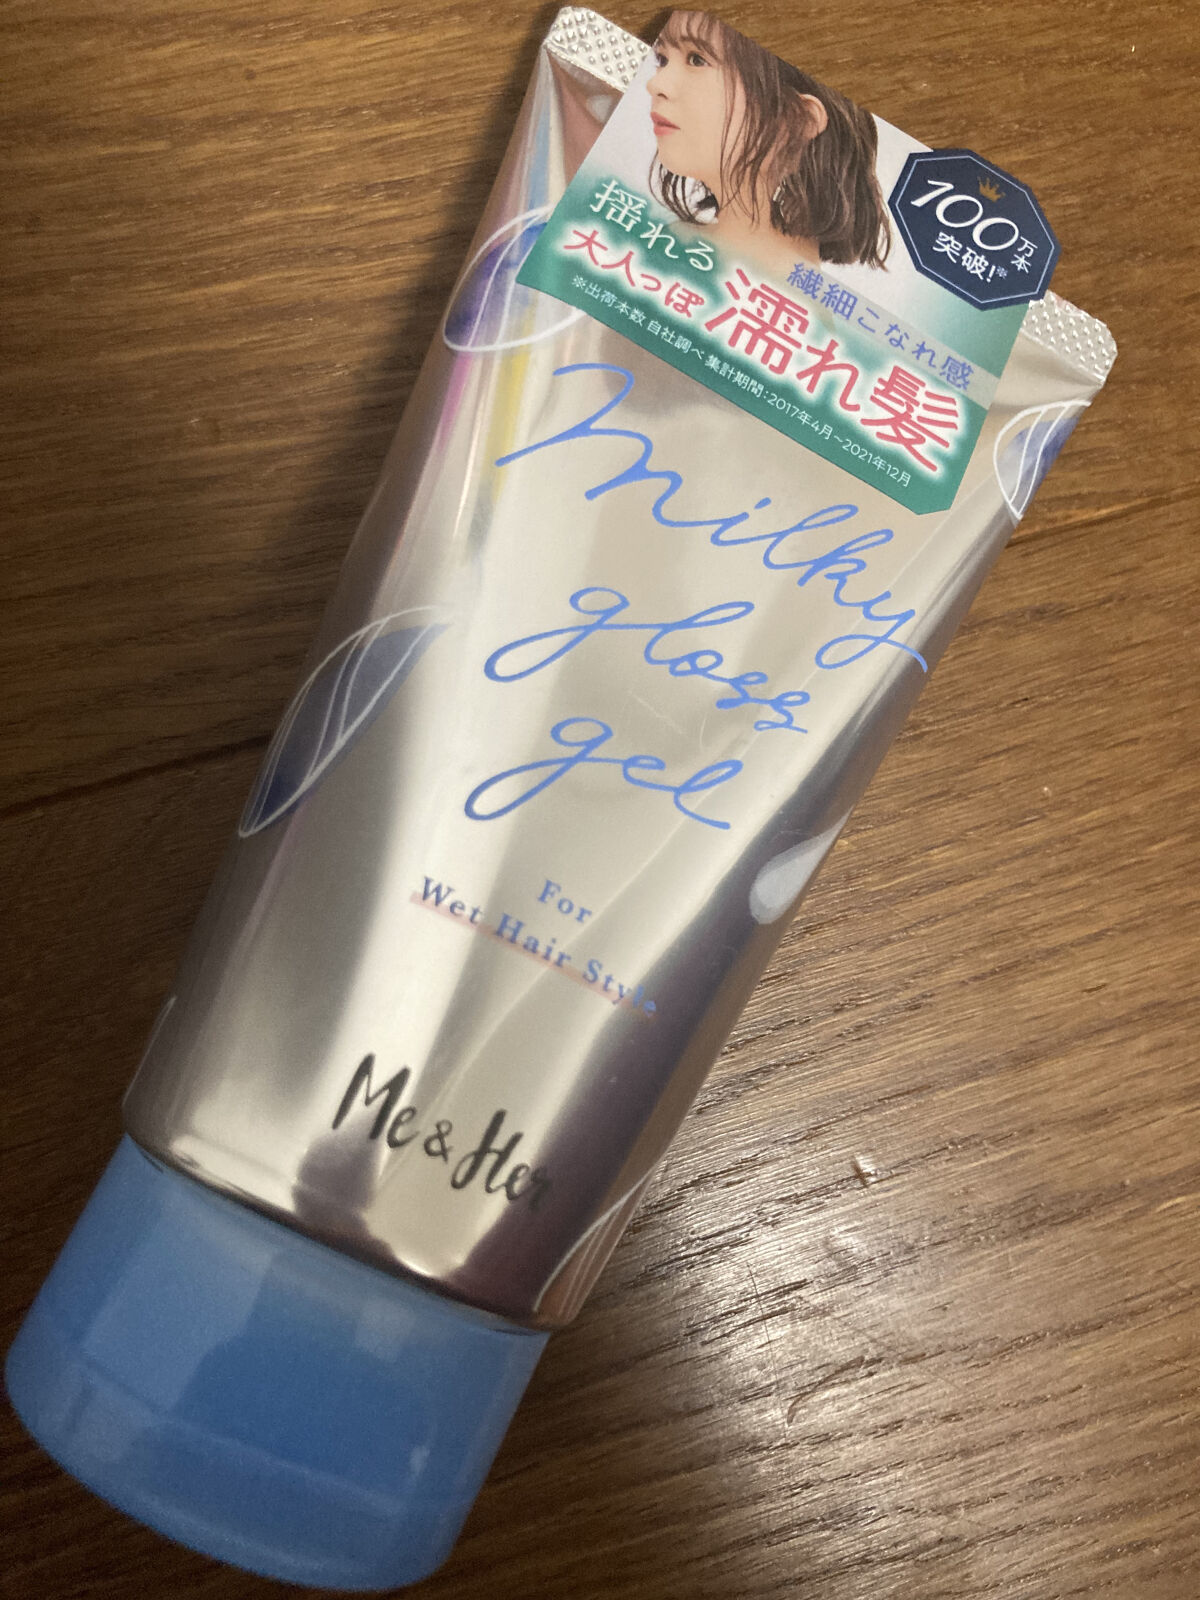 100万本
突破!※
繊細こなれ感
揺れる
大人っぽ濡れ髪
※出荷本数 自社調べ 集計期間:2017年4月~2021年12月
milky
gloss
gel
For
Wet Hair Style
Me & Her